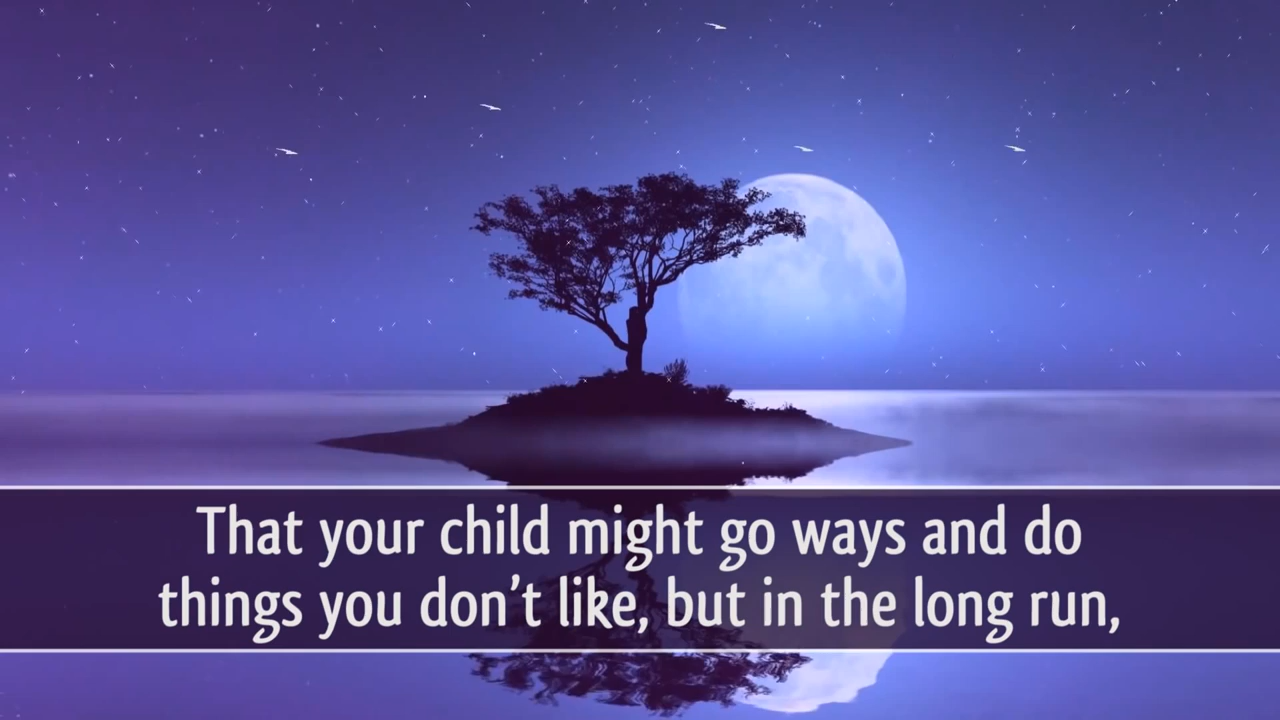 That your child might go ways and do
things you don’t like, but in the long run,